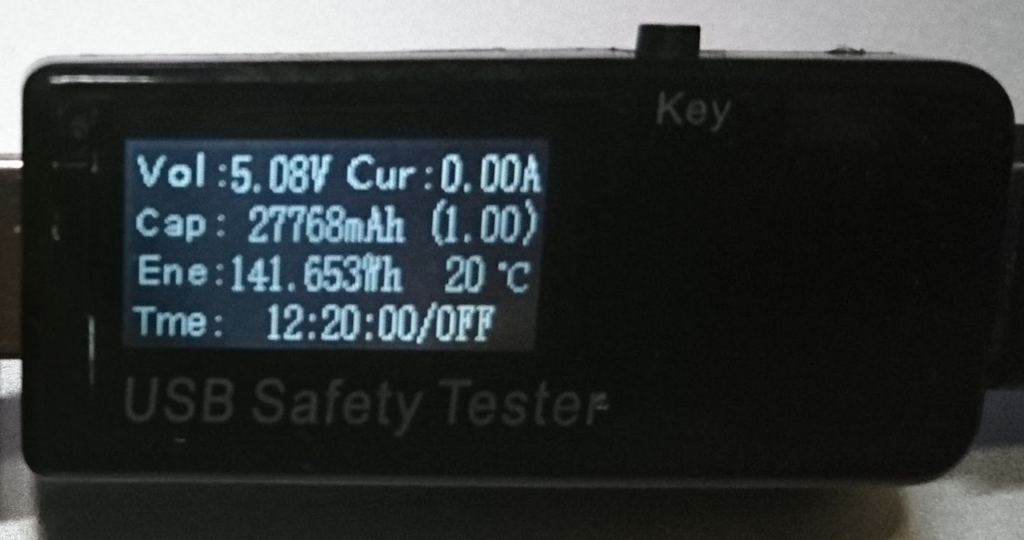 Key
Vol:5.08V Cur:0.00A
Cap: 27768mAh (1.00)
Ene:141.653Wh 20 ℃
Tme: 12:20:00/OFF
USB Safety Tester